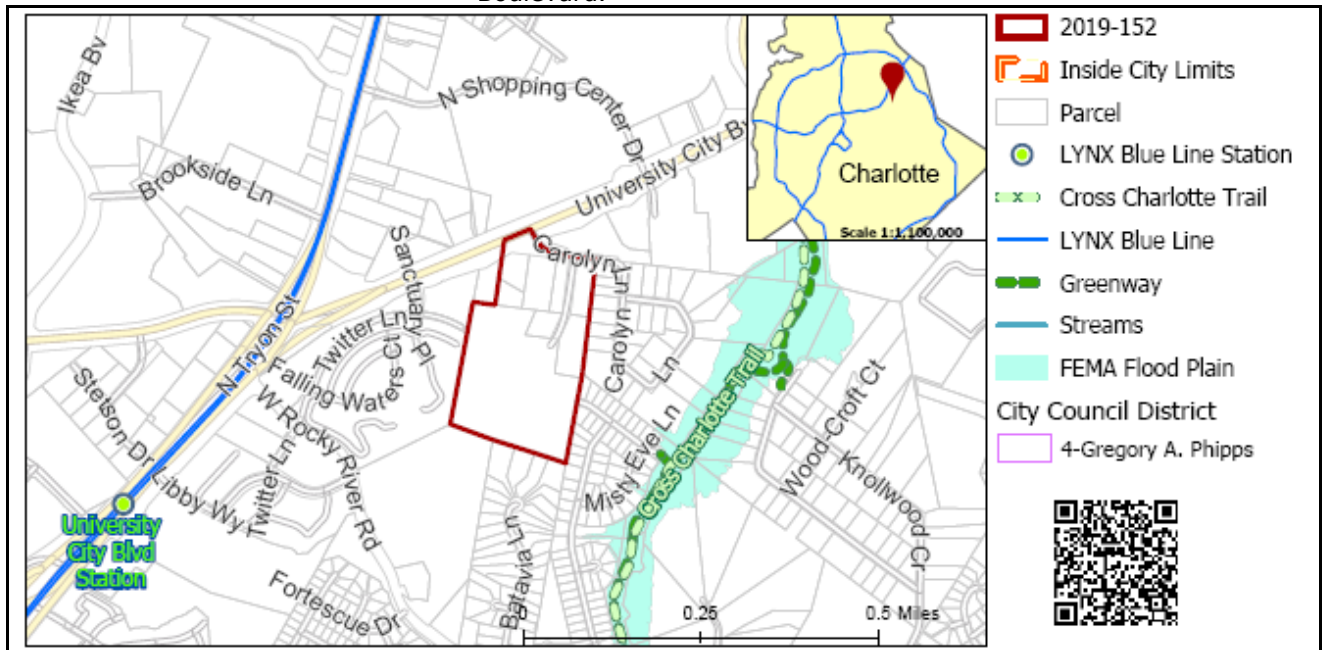 Ikea Bv
N Shopping Center Dr
University City Bv
Brookside Ln
Sanctuary Pl
Carolyn Ln
Carolyn Ln
N Tryon St
Twitter Ln
Falling Waters Ct
W Rocky River Rd
Stetson Dr
Libby Wy
Twitter Ln
Ln
Misty Eve Ln
Cross Charlotte Trail
Wood-Croft Ct
Knollwood Cr
Batavia Ln
Fortescue Dr
University
City Blvd
Station
0 0.25 0.5 Miles
Charlotte
Scale 1:1,100,000
2019-152
Inside City Limits
Parcel
LYNX Blue Line Station
Cross Charlotte Trail
LYNX Blue Line
Greenway
Streams
FEMA Flood Plain
City Council District
4-Gregory A. Phipps